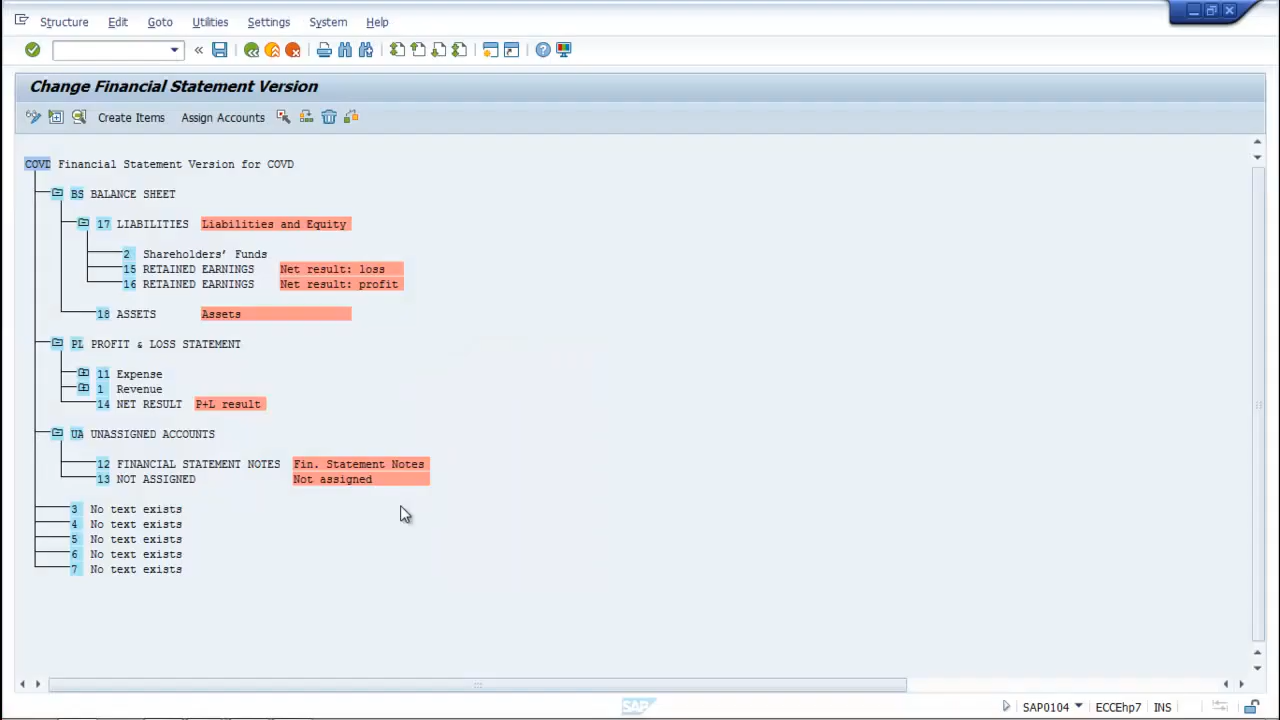 Structure Edit Goto Utilities Settings System Help
Change Financial Statement Version
Create Items Assign Accounts
COVD Financial Statement Version for COVD
BS BALANCE SHEET
17 LIABILITIES Liabilities and Equity
2 Shareholders' Funds
15 RETAINED EARNINGS Net result: loss
16 RETAINED EARNINGS Net result: profit
18 ASSETS Assets
PL PROFIT & LOSS STATEMENT
11 Expense
1 Revenue
14 NET RESULT P+L result
UA UNASSIGNED ACCOUNTS
12 FINANCIAL STATEMENT NOTES Fin. Statement Notes
13 NOT ASSIGNED Not assigned
3 No text exists
4 No text exists
5 No text exists
6 No text exists
7 No text exists
SAP SAP0104 ECCEhp7 INS